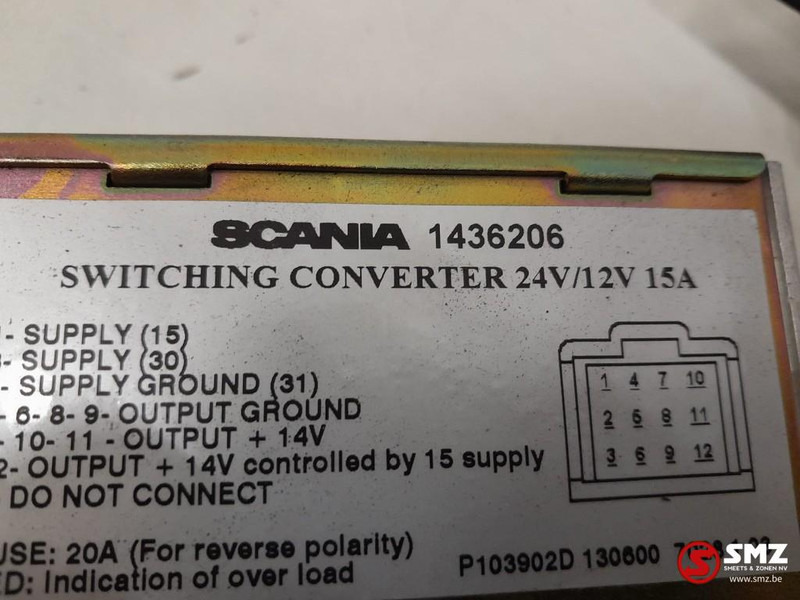 SCANIA 1436206
SWITCHING CONVERTER 24V/12V 15A
- SUPPLY (15)
- SUPPLY (30)
- SUPPLY GROUND (31)
- 6- 8- 9- OUTPUT GROUND
- 10- 11 - OUTPUT + 14V
2- OUTPUT + 14V controlled by 15 supply
DO NOT CONNECT
USE: 20A (For reverse polarity)
ED: Indication of over load
1 4 7 10
2 5 8 11
3 6 9 12
P103902D 130600
SMZ
SMEETS & ZONEN NV
www.smz.be